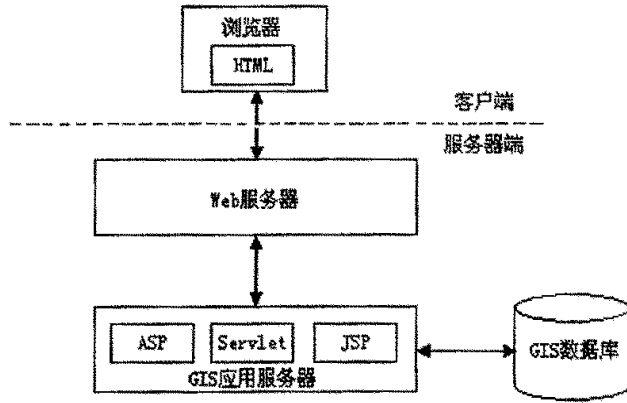 浏览器
HTML
客户端
服务器端
Web服务器
ASP
Servlet
JSP
GIS应用服务器
GIS数据库